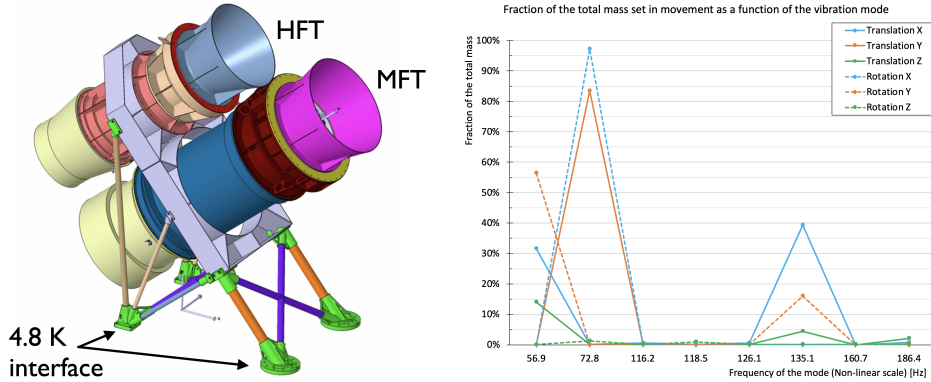 HFT
MFT
4.8 K
interface
Fraction of the total mass set in movement as a function of the vibration mode
Fraction of the total mass
100%
90%
80%
70%
60%
50%
40%
30%
20%
10%
0%
56.9 72.8 116.2 118.5 126.1 135.1 160.7 186.4
Frequency of the mode (Non-linear scale) [Hz]
Translation X
Translation Y
Translation Z
Rotation X
Rotation Y
Rotation Z